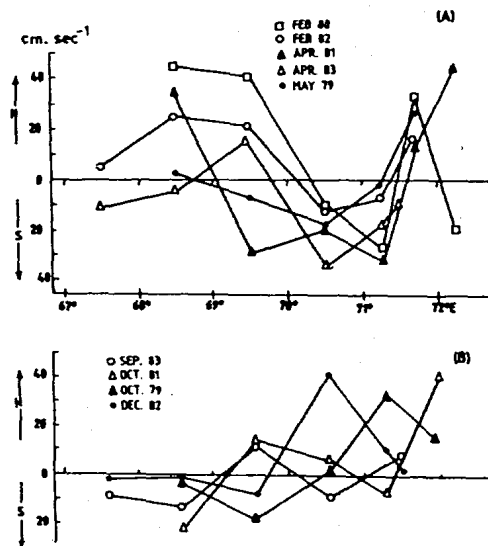 (A)
cm. sec⁻¹
FEB 80
FEB 82
APR. 81
APR. 83
MAY 79
40
20
0
20
40
N
S
67° 68° 69° 70° 71° 72°E
(B)
SEP. 83
OCT. 81
OCT. 79
DEC. 82
40
20
0
20
N
S